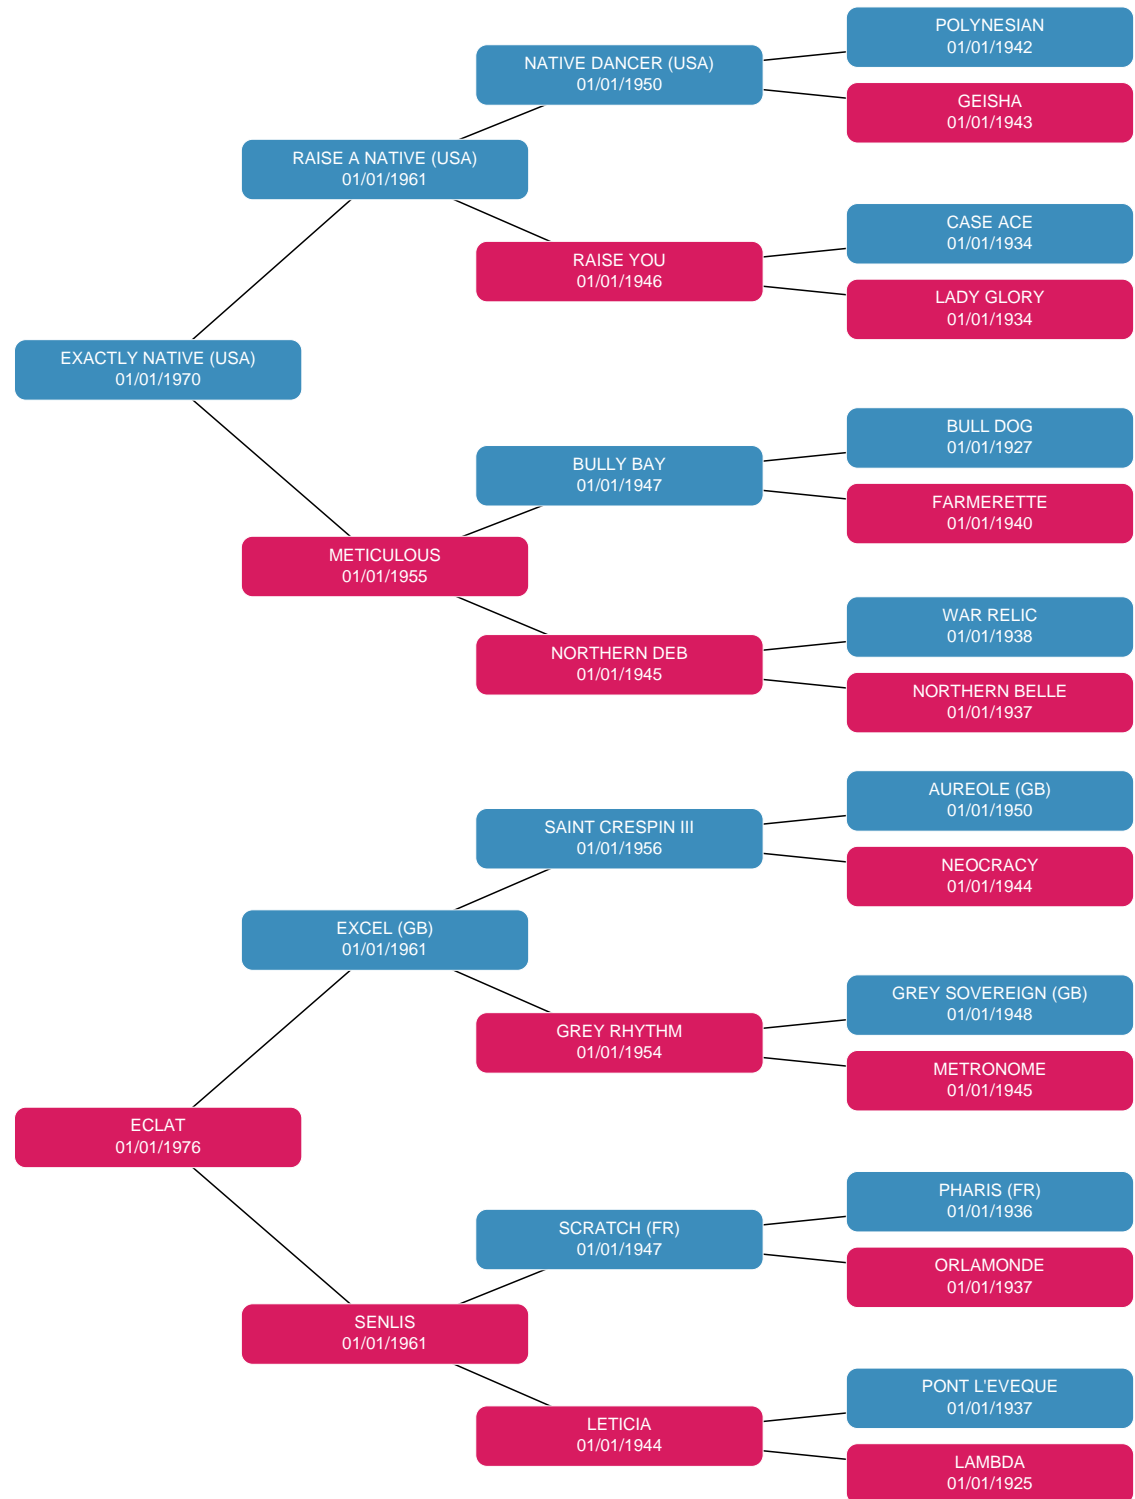 POLYNESIAN
01/01/1942
NATIVE DANCER (USA)
01/01/1950
GEISHA
01/01/1943
RAISE A NATIVE (USA)
01/01/1961
CASE ACE
01/01/1934
RAISE YOU
01/01/1946
LADY GLORY
01/01/1934
EXACTLY NATIVE (USA)
01/01/1970
BULL DOG
01/01/1927
BULLY BAY
01/01/1947
FARMERETTE
01/01/1940
METICULOUS
01/01/1955
WAR RELIC
01/01/1938
NORTHERN DEB
01/01/1945
NORTHERN BELLE
01/01/1937
AUREOLE (GB)
01/01/1950
SAINT CRESPIN III
01/01/1956
NEOCRACY
01/01/1944
EXCEL (GB)
01/01/1961
GREY SOVEREIGN (GB)
01/01/1948
GREY RHYTHM
01/01/1954
METRONOME
01/01/1945
ECLAT
01/01/1976
PHARIS (FR)
01/01/1936
SCRATCH (FR)
01/01/1947
ORLAMONDE
01/01/1937
SENLIS
01/01/1961
PONT L'EVEQUE
01/01/1937
LETICIA
01/01/1944
LAMBDA
01/01/1925